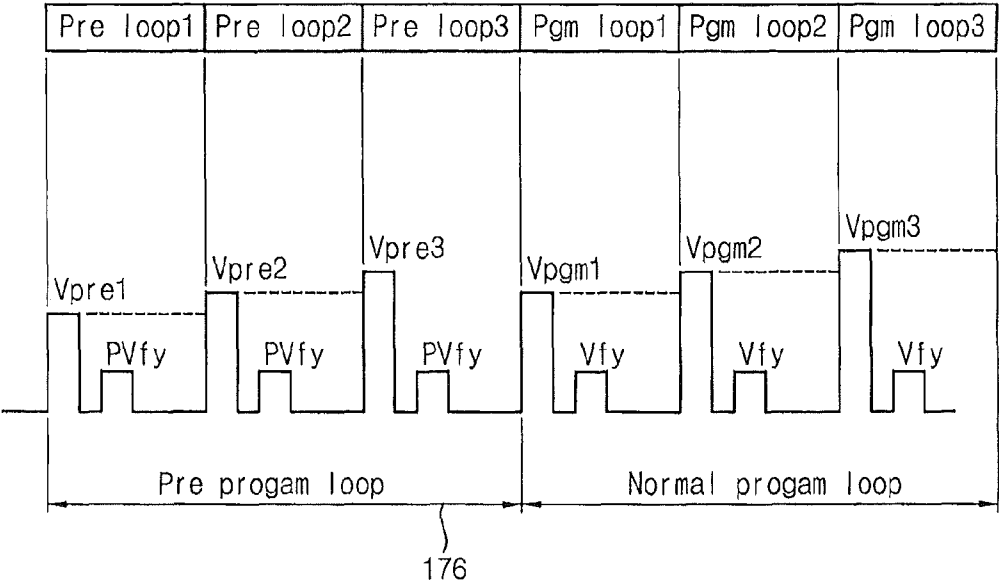 Pre loop1 Pre loop2 Pre loop3 Pgm loop1 Pgm loop2 Pgm loop3
Vpre1 Vpre2 Vpre3 Vpgm1 Vpgm2 Vpgm3
PVfy PVfy PVfy Vfy Vfy Vfy
Pre progam loop Normal progam loop
176